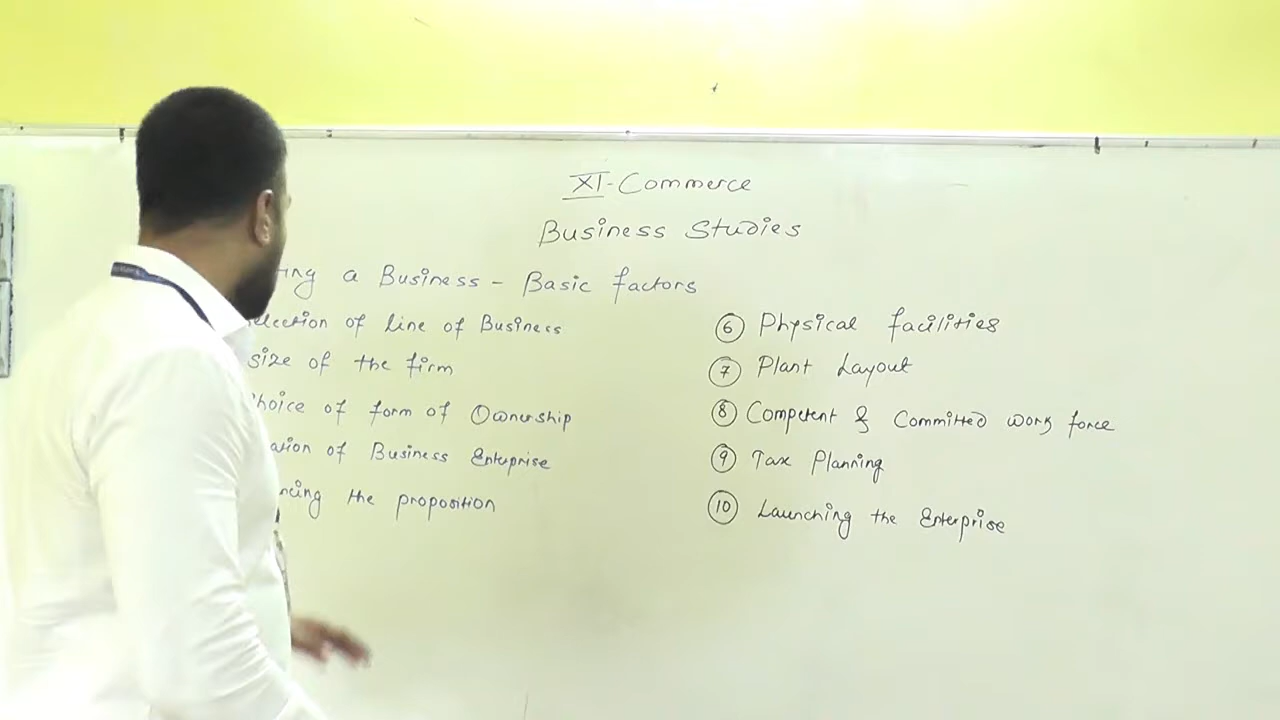 XI-Commerce
Business Studies
a Business - Basic factors
of line of Business
size of the firm
of form of Ownership
of Business Enterprise
the proposition
6 Physical facilities
7 Plant Layout
8 Competent & Committed work force
9 Tax Planning
10 Launching the Enterprise